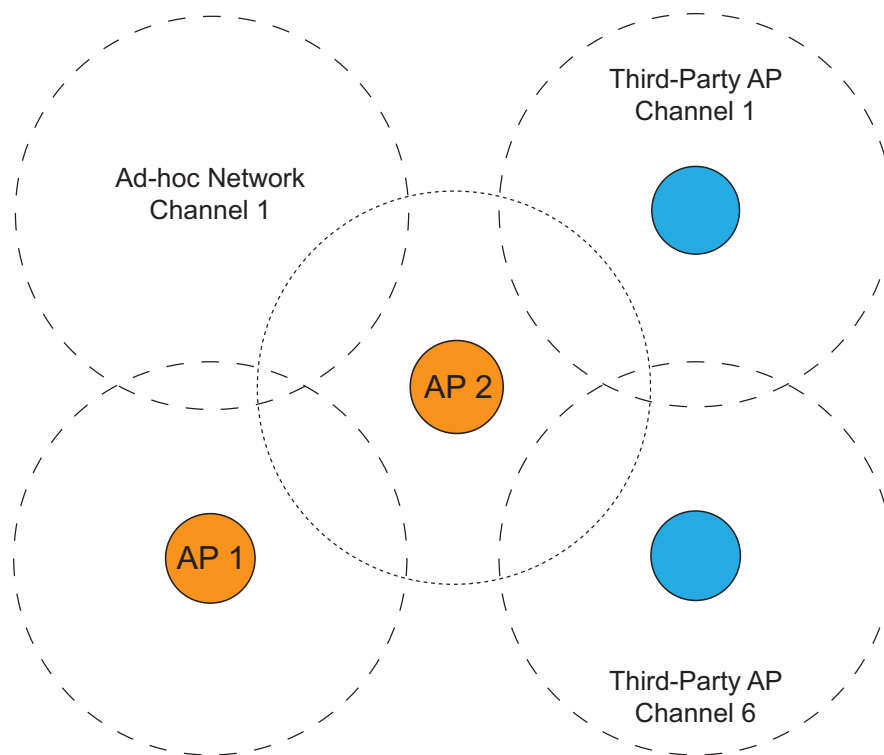 Ad-hoc Network
Channel 1
Third-Party AP
Channel 1
AP 2
AP 1
Third-Party AP
Channel 6